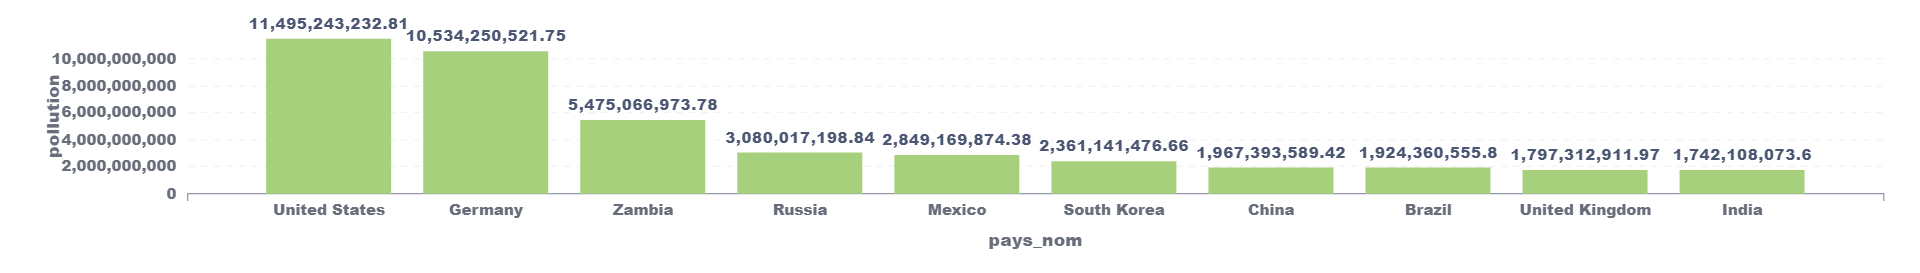 11,495,243,232.81
10,534,250,521.75
5,475,066,973.78
3,080,017,198.84
2,849,169,874.38
2,361,141,476.66
1,967,393,589.42
1,924,360,555.8
1,797,312,911.97
1,742,108,073.6
pollution
10,000,000,000
8,000,000,000
6,000,000,000
4,000,000,000
2,000,000,000
0
United States
Germany
Zambia
Russia
Mexico
South Korea
China
Brazil
United Kingdom
India
pays_nom